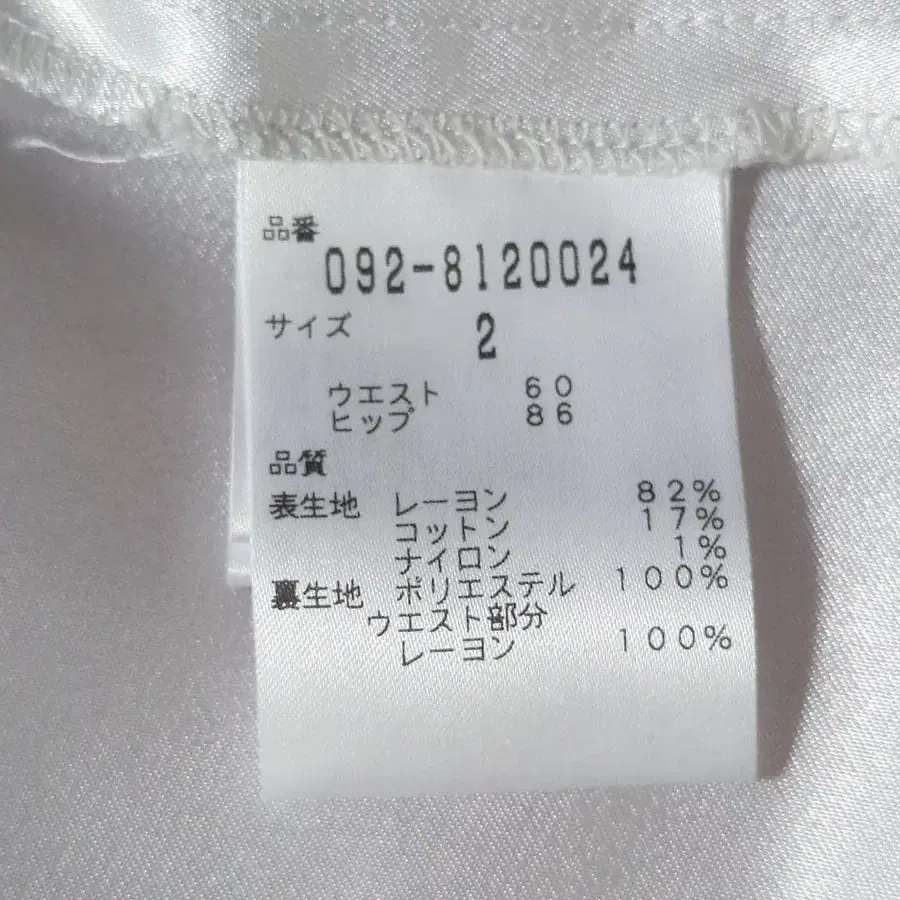 品番
092-8120024
サイズ 2
ウエスト 60
ヒップ 86
品質
表生地 レーヨン 82%
コットン 17%
ナイロン 1%
裏生地 ポリエステル 100%
ウエスト部分
レーヨン 100%